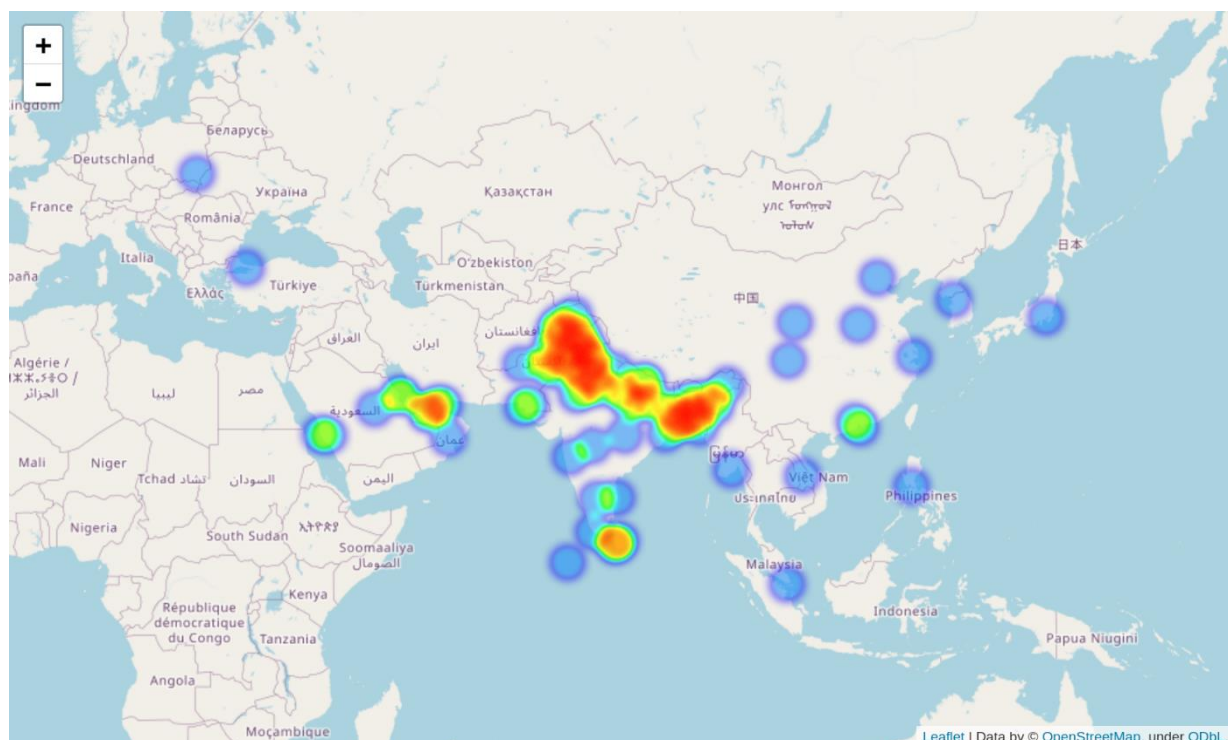 +
−
ingdom
Беларусь
Deutschland
Україна
France
România
Italia
Ελλάς
Türkiye
Қазақстан
Монгол
улс
O'zbekiston
Türkmenistan
日本
中国
افغانستان
ایران
العراق
Algérie /
الجزائر
ليبيا
مصر
السعودية
عمان
Mali
Niger
Tchad تشاد
السودان
اليمن
Nigeria
South Sudan
ኢትዮጵያ
Soomaaliya
الصومال
Kenya
République
démocratique
du Congo
Tanzania
Angola
Moçambique
ประเทศไทย
Việt Nam
Philippines
Malaysia
Indonesia
Papua Niugini
Leaflet | Data by © OpenStreetMap, under ODbL